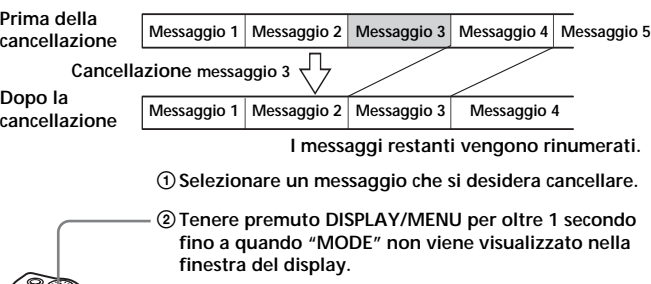 Prima della
cancellazione
Messaggio 1 Messaggio 2 Messaggio 3 Messaggio 4 Messaggio 5
Cancellazione messaggio 3
Dopo la
cancellazione
Messaggio 1 Messaggio 2 Messaggio 3 Messaggio 4
I messaggi restanti vengono rinumerati.
① Selezionare un messaggio che si desidera cancellare.
② Tenere premuto DISPLAY/MENU per oltre 1 secondo
fino a quando “MODE” non viene visualizzato nella
finestra del display.